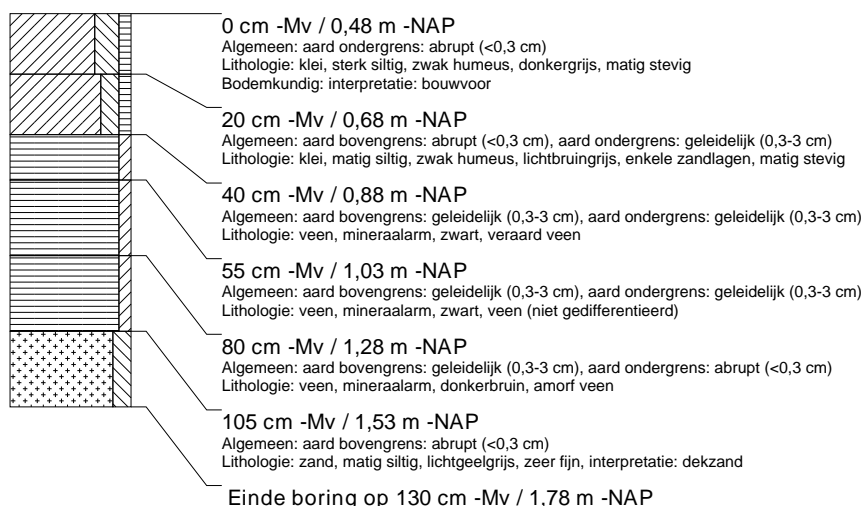 0 cm -Mv / 0,48 m -NAP
Algemeen: aard ondergrens: abrupt (<0,3 cm)
Lithologie: klei, sterk siltig, zwak humeus, donkergrijs, matig stevig
Bodemkundig: interpretatie: bouwvoor
20 cm -Mv / 0,68 m -NAP
Algemeen: aard bovengrens: abrupt (<0,3 cm), aard ondergrens: geleidelijk (0,3-3 cm)
Lithologie: klei, matig siltig, zwak humeus, lichtbruingrijs, enkele zandlagen, matig stevig
40 cm -Mv / 0,88 m -NAP
Algemeen: aard bovengrens: geleidelijk (0,3-3 cm), aard ondergrens: geleidelijk (0,3-3 cm)
Lithologie: veen, mineraalarm, zwart, veraard veen
55 cm -Mv / 1,03 m -NAP
Algemeen: aard bovengrens: geleidelijk (0,3-3 cm), aard ondergrens: geleidelijk (0,3-3 cm)
Lithologie: veen, mineraalarm, zwart, veen (niet gedifferentieerd)
80 cm -Mv / 1,28 m -NAP
Algemeen: aard bovengrens: geleidelijk (0,3-3 cm), aard ondergrens: abrupt (<0,3 cm)
Lithologie: veen, mineraalarm, donkerbruin, amorf veen
105 cm -Mv / 1,53 m -NAP
Algemeen: aard bovengrens: abrupt (<0,3 cm)
Lithologie: zand, matig siltig, lichtgeelgrijs, zeer fijn, interpretatie: dekzand
Einde boring op 130 cm -Mv / 1,78 m -NAP